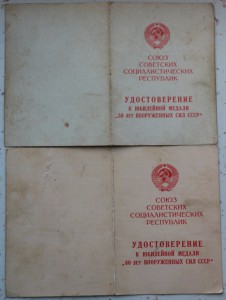 СОЮЗ
СОВЕТСКИХ
СОЦИАЛИСТИЧЕСКИХ
РЕСПУБЛИК
УДОСТОВЕРЕНИЕ
К ЮБИЛЕЙНОЙ МЕДАЛИ
„50 ЛЕТ ВООРУЖЕННЫХ СИЛ СССР“
СОЮЗ
СОВЕТСКИХ
СОЦИАЛИСТИЧЕСКИХ
РЕСПУБЛИК
УДОСТОВЕРЕНИЕ
К ЮБИЛЕЙНОЙ МЕДАЛИ
„50 ЛЕТ ВООРУЖЕННЫХ СИЛ СССР“